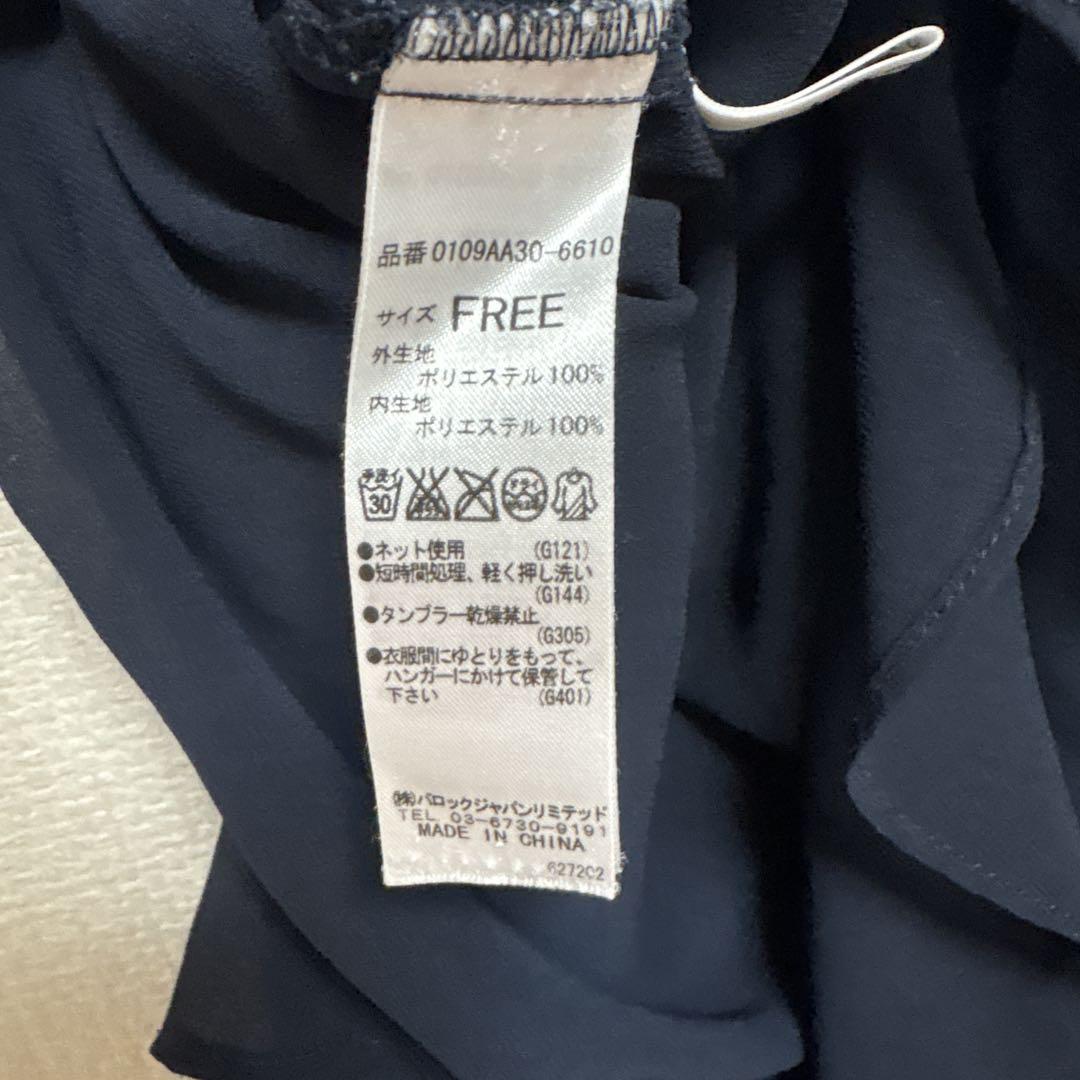 品番 0109AA30-6610
サイズ FREE
外生地
ポリエステル 100%
内生地
ポリエステル 100%
手洗イ
30
ネット使用 (G121)
短時間処理、軽く押し洗い
(G144)
タンブラー乾燥禁止
(G305)
衣服間にゆとりをもって、
ハンガーにかけて保管して
下さい (G401)
㈱バロックジャパンリミテッド
TEL 03-6730-9191
MADE IN CHINA
627202